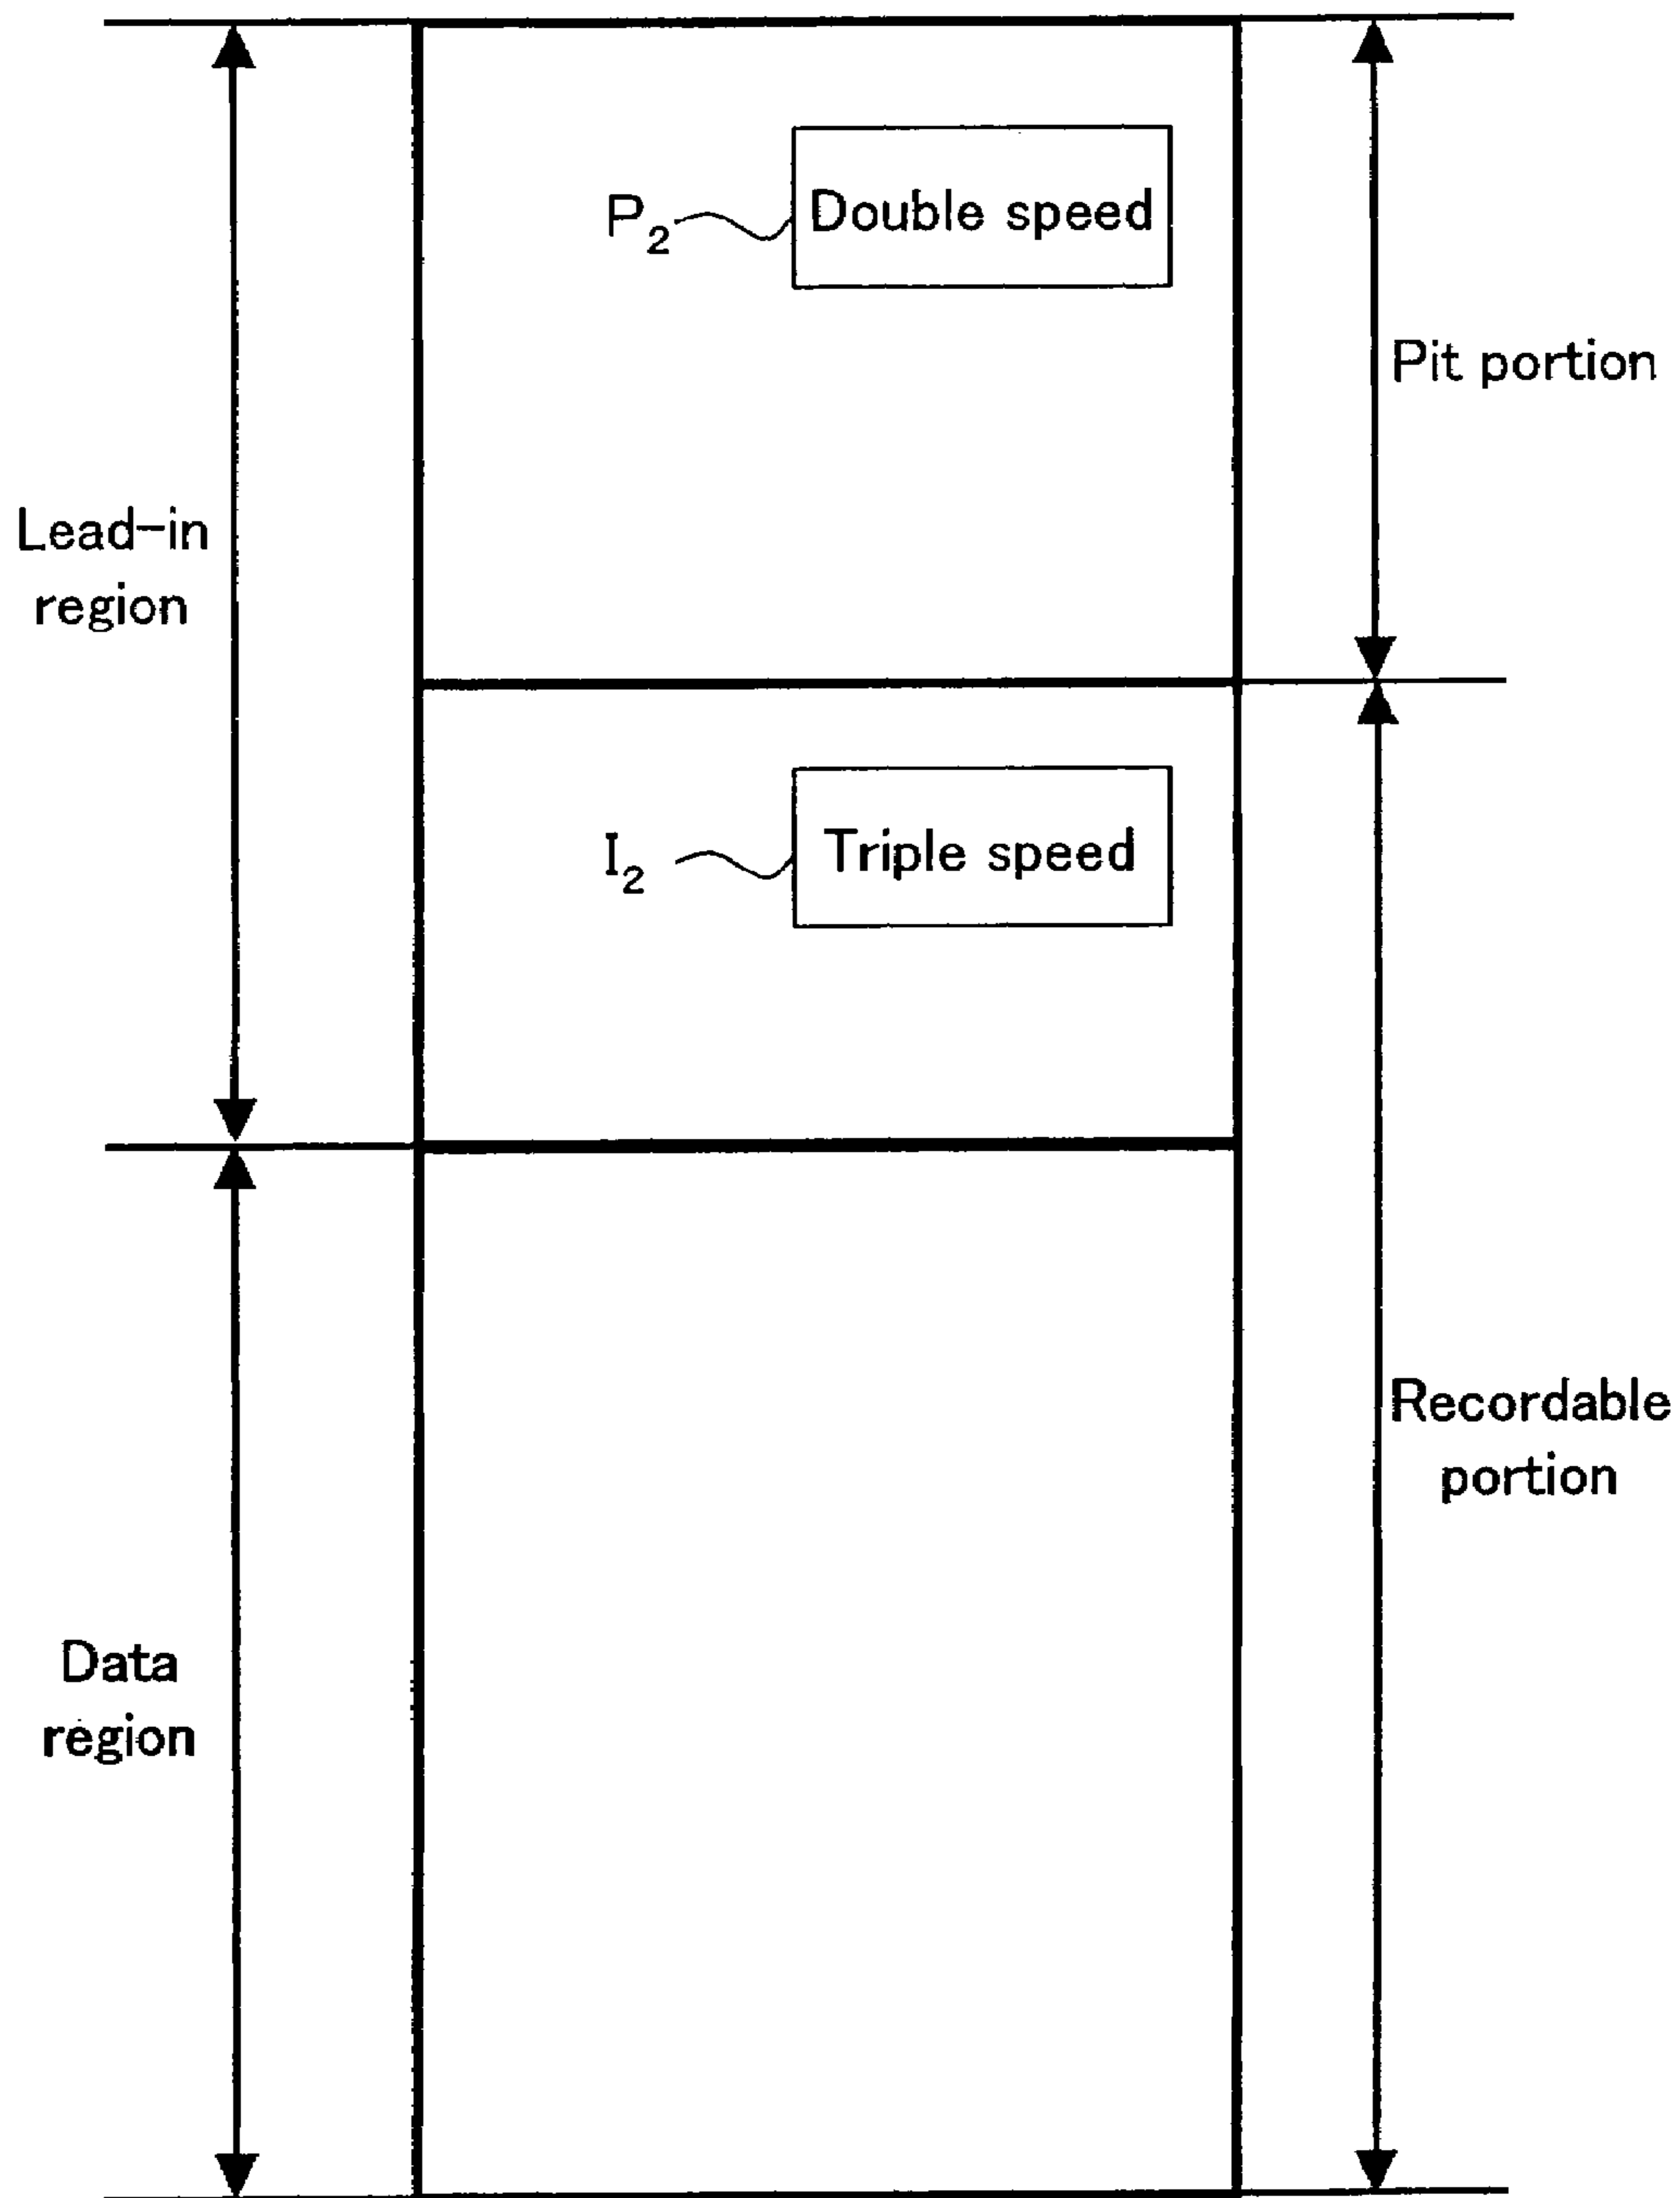 P2
Double speed
Pit portion
Lead-in
region
I2
Triple speed
Recordable
portion
Data
region